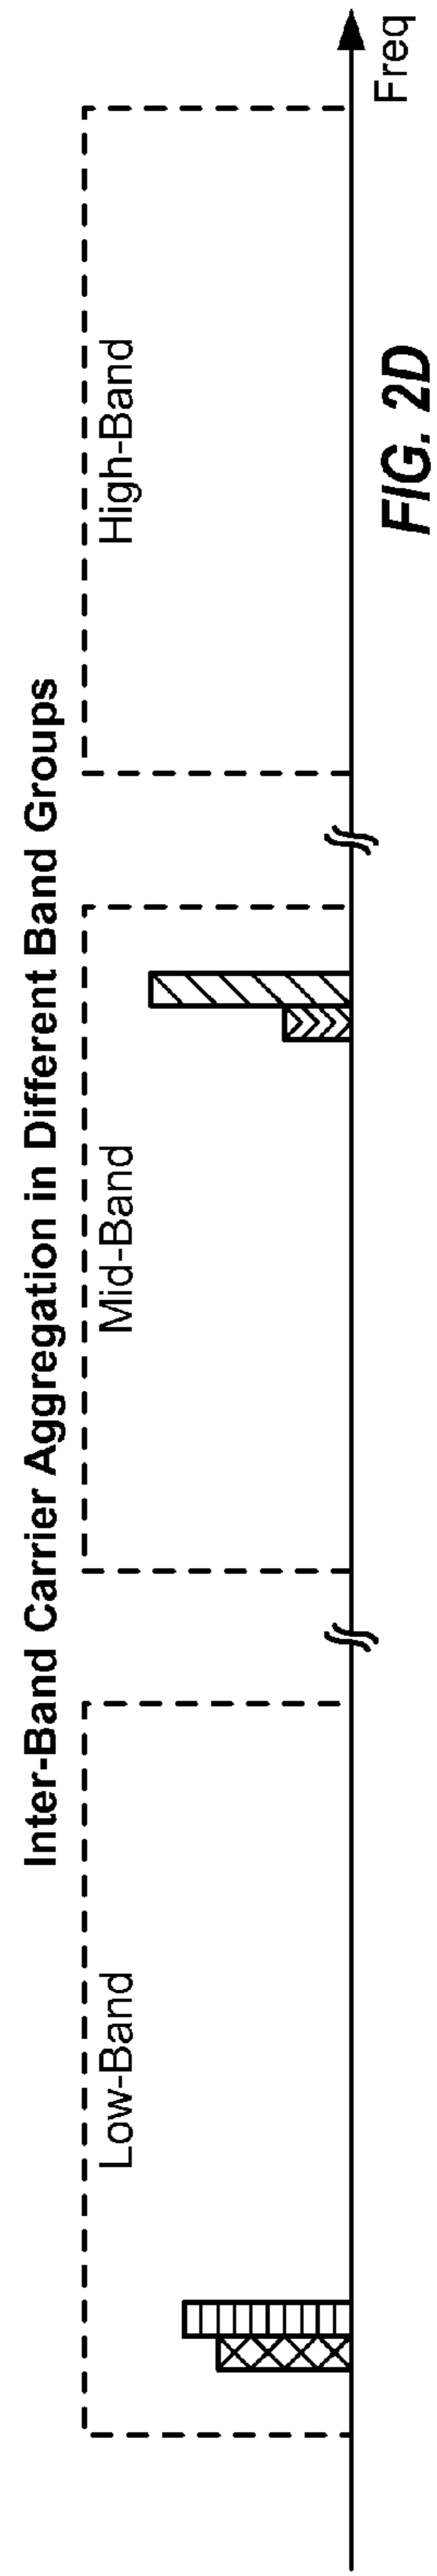 Inter-Band Carrier Aggregation in Different Band Groups
Low-Band
Mid-Band
High-Band
Freq
FIG. 2D